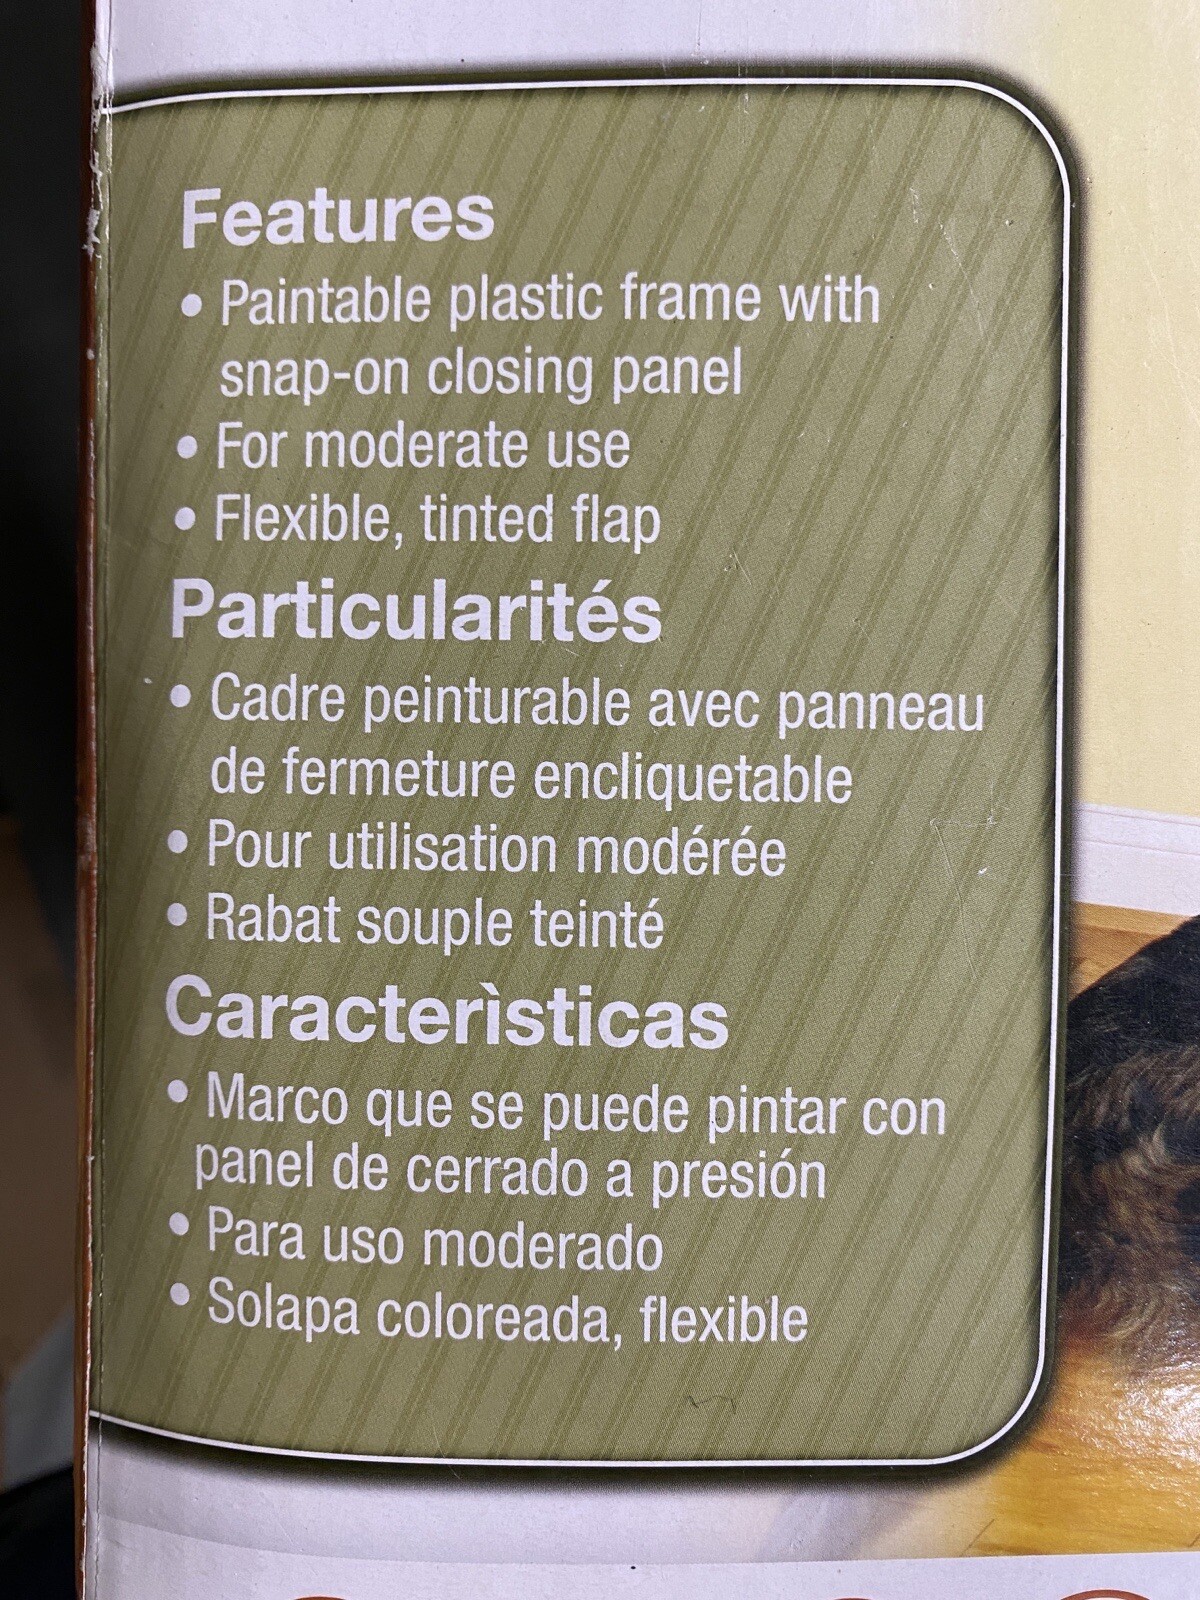 Features
• Paintable plastic frame with
snap-on closing panel
• For moderate use
• Flexible, tinted flap
Particularités
• Cadre peinturable avec panneau
de fermeture encliquetable
• Pour utilisation modérée
• Rabat souple teinté
Caracterìsticas
• Marco que se puede pintar con
panel de cerrado a presión
• Para uso moderado
• Solapa coloreada, flexible